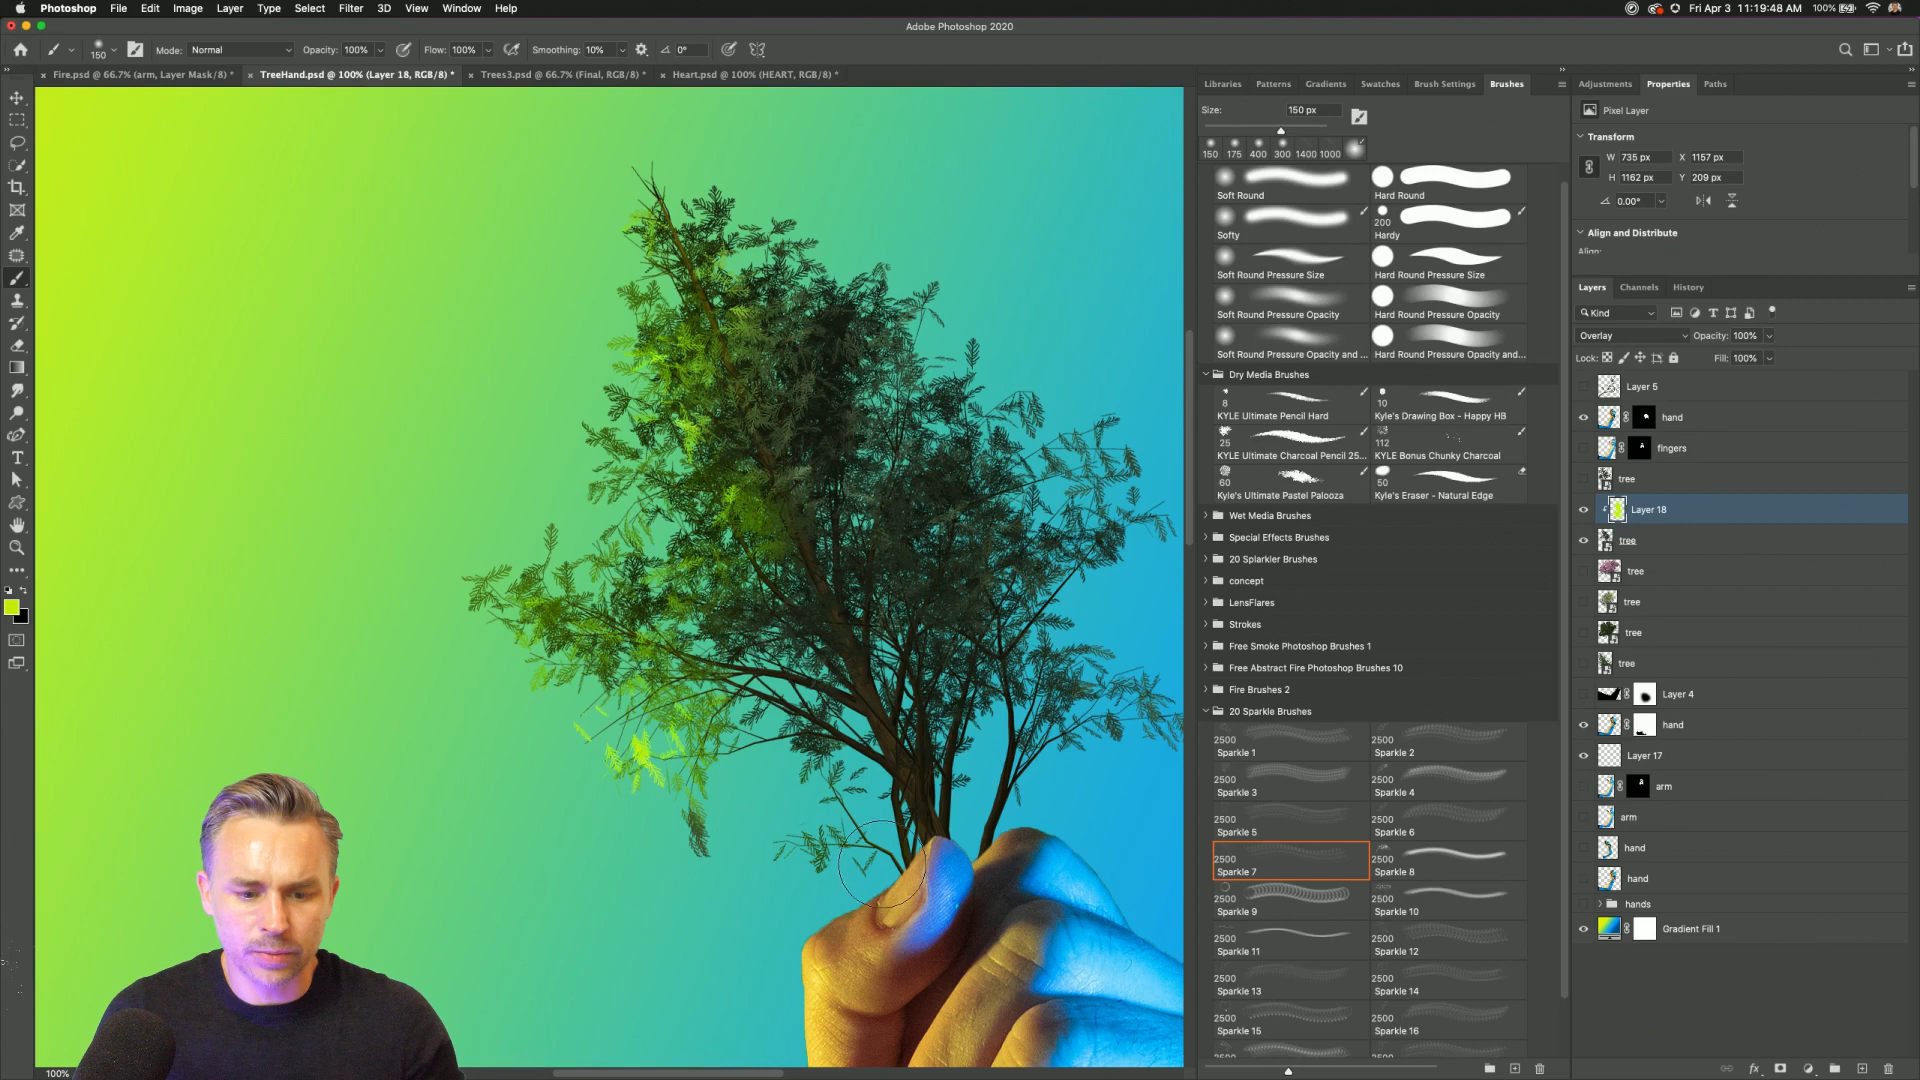 Photoshop File Edit Image Layer Type Select Filter 3D View Window Help
Fri Apr 3 11:19:48 AM 100%
Adobe Photoshop 2020
150 Mode: Normal Opacity: 100% Flow: 100% Smoothing: 10% 0°
Fire.psd @ 66.7% (arm, Layer Mask/8) *
TreeHand.psd @ 100% (Layer 18, RGB/8) *
Trees3.psd @ 66.7% (Final, RGB/8) *
Heart.psd @ 100% (HEART, RGB/8) *
Libraries Patterns Gradients Swatches Brush Settings Brushes
Size: 150 px
150 175 400 300 1400 1000
Soft Round Hard Round
200
Softy Hardy
Soft Round Pressure Size Hard Round Pressure Size
Soft Round Pressure Opacity Hard Round Pressure Opacity
Soft Round Pressure Opacity and ... Hard Round Pressure Opacity and...
Dry Media Brushes
8 10
KYLE Ultimate Pencil Hard Kyle's Drawing Box - Happy HB
25 112
KYLE Ultimate Charcoal Pencil 25... KYLE Bonus Chunky Charcoal
60 50
Kyle's Ultimate Pastel Palooza Kyle's Eraser - Natural Edge
Wet Media Brushes
Special Effects Brushes
20 Splarkler Brushes
concept
LensFlares
Strokes
Free Smoke Photoshop Brushes 1
Free Abstract Fire Photoshop Brushes 10
Fire Brushes 2
20 Sparkle Brushes
2500 2500
Sparkle 1 Sparkle 2
2500 2500
Sparkle 3 Sparkle 4
2500 2500
Sparkle 5 Sparkle 6
2500 2500
Sparkle 7 Sparkle 8
2500 2500
Sparkle 9 Sparkle 10
2500 2500
Sparkle 11 Sparkle 12
2500 2500
Sparkle 13 Sparkle 14
2500 2500
Sparkle 15 Sparkle 16
2500 2500
Adjustments Properties Paths
Pixel Layer
Transform
W 735 px X 1157 px
H 1162 px Y 209 px
0.00°
Align and Distribute
Align:
Layers Channels History
Kind
Overlay Opacity: 100%
Lock: Fill: 100%
Layer 5
hand
fingers
tree
Layer 18
tree
tree
tree
tree
tree
Layer 4
hand
Layer 17
arm
arm
hand
hand
hands
Gradient Fill 1
fx
100%